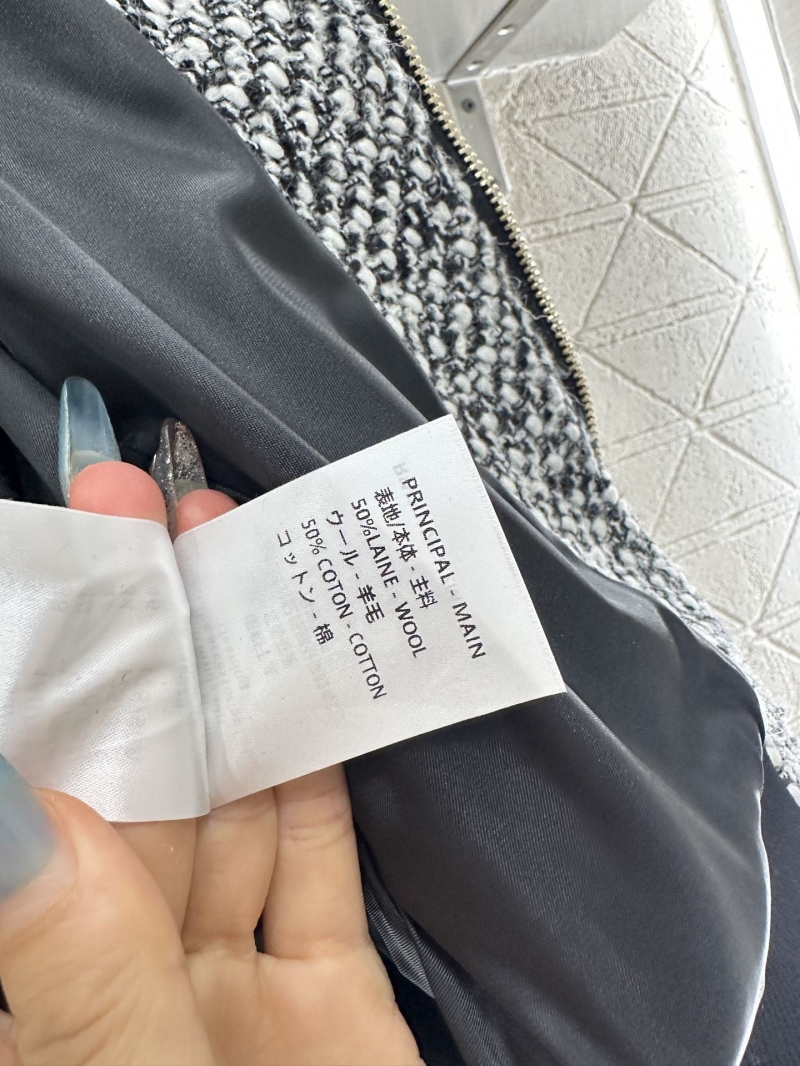 PRINCIPAL - MAIN
表地/本体 - 主料
50%LAINE - WOOL
ウール - 羊毛
50% COTON - COTTON
コットン - 棉